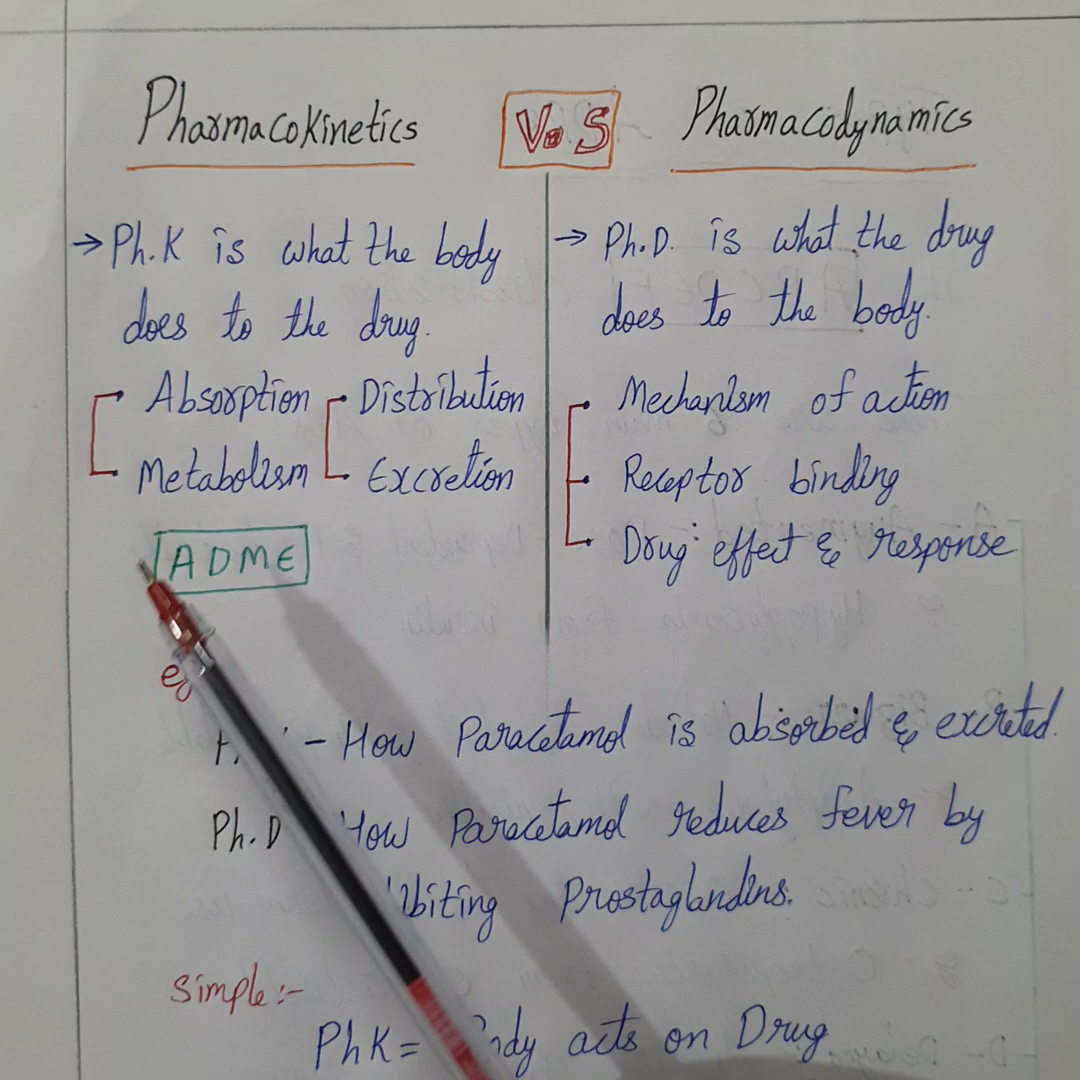 Pharmacokinetics
Vs
Pharmacodynamics
→ Ph.K is what the body
does to the drug.
Absorption
Distribution
Metabolism
Excretion
ADME
→ Ph.D. is what the drug
does to the body.
Mechanism of action
Receptor binding
Drug effect & response
– How Paracetamol is absorbed & excreted.
Ph.D How Paracetamol reduces fever by
Prostaglandins.
Simple:-
PhK= acts on Drug